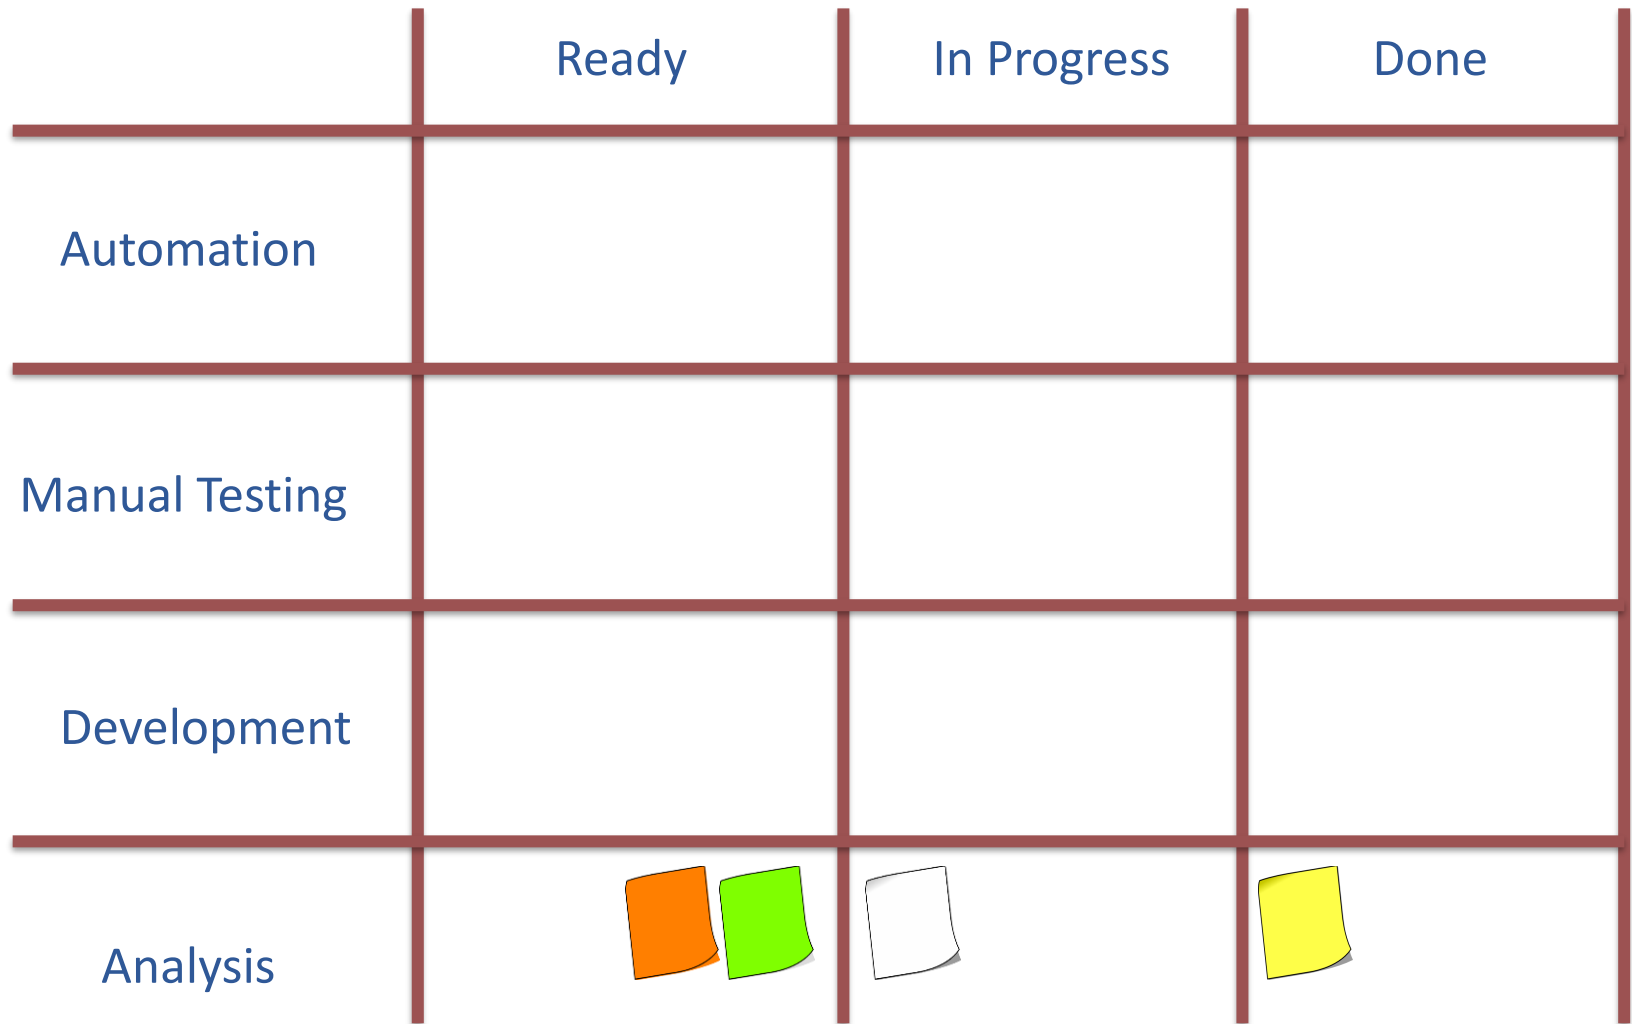 Ready
In Progress
Done
Automation
Manual Testing
Development
Analysis